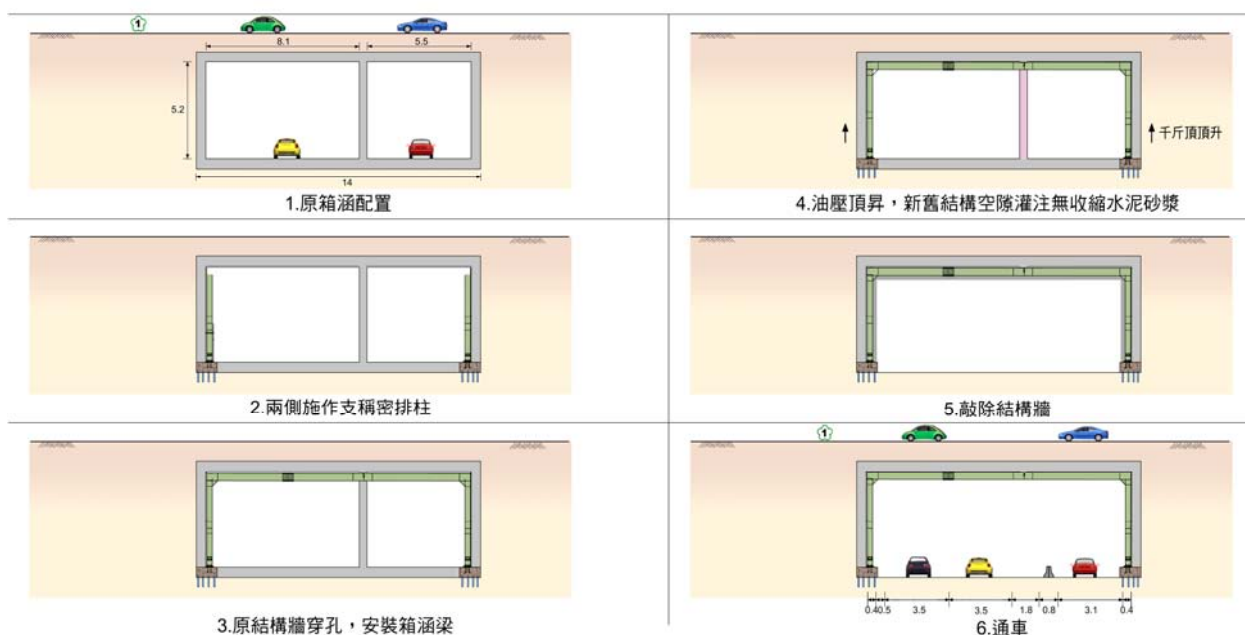 1
8.1
5.5
5.2
14
1.原箱涵配置
2.兩側施作支稱密排柱
3.原結構牆穿孔，安裝箱涵梁
千斤頂頂升
4.油壓頂昇，新舊結構空隊灌注無收縮水泥砂漿
5.敲除結構牆
1
0.4
0.5
3.5
3.5
1.8
0.8
3.1
0.4
6.通車